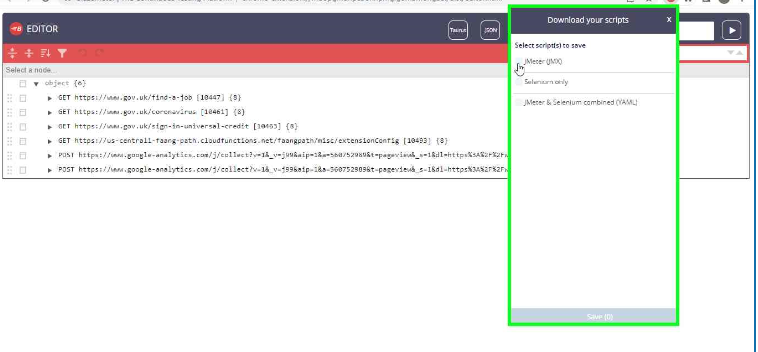 EDITOR
Taurus
JSON
Select a node...
object {6}
GET https://www.gov.uk/find-a-job [10447] {8}
GET https://www.gov.uk/coronavirus [10461] {8}
GET https://www.gov.uk/sign-in-universal-credit [10463] {8}
GET https://us-central1-faang-path.cloudfunctions.net/faangpath/misc/extensionConfig [10493] {8}
POST https://www.google-analytics.com/j/collect?v=1&_v=j99&aip=1&a=560752989&t=pageview&_s=1&dl=https%3A%2F%2F
POST https://www.google-analytics.com/j/collect?v=1&_v=j99&aip=1&a=560752989&t=pageview&_s=1&dl=https%3A%2F%2F
Download your scripts
x
Select script(s) to save
JMeter (JMX)
Selenium only
JMeter & Selenium combined (YAML)
Save (0)